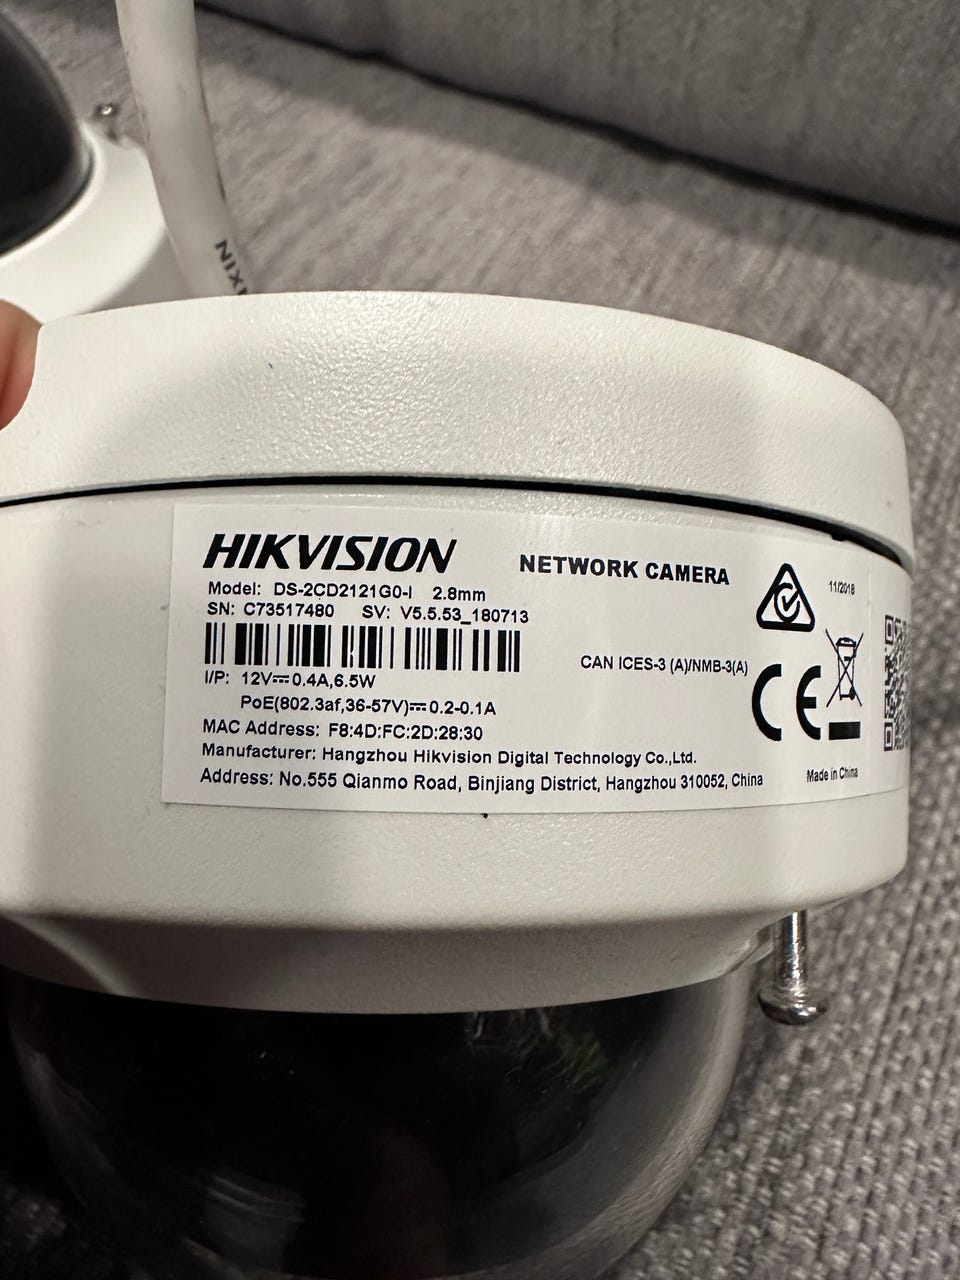 IXIN
HIKVISION
NETWORK CAMERA
11/2018
Model: DS-2CD2121G0-I 2.8mm
SN: C73517480 SV: V5.5.53_180713
CAN ICES-3 (A)/NMB-3(A)
CE
I/P: 12V⎓0.4A,6.5W
PoE(802.3af,36-57V)⎓0.2-0.1A
MAC Address: F8:4D:FC:2D:28:30
Manufacturer: Hangzhou Hikvision Digital Technology Co.,Ltd.
Address: No.555 Qianmo Road, Binjiang District, Hangzhou 310052, China
Made in China